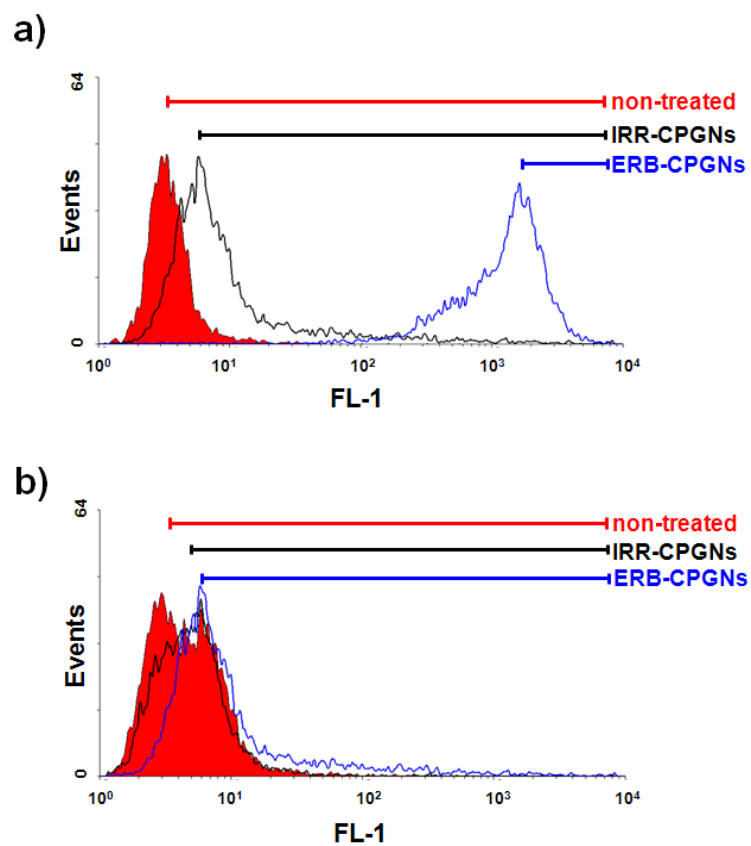 a)
64
non-treated
IRR-CPGNs
ERB-CPGNs
Events
0
10⁰ 10¹ 10² 10³ 10⁴
FL-1
b)
64
non-treated
IRR-CPGNs
ERB-CPGNs
Events
0
10⁰ 10¹ 10² 10³ 10⁴
FL-1